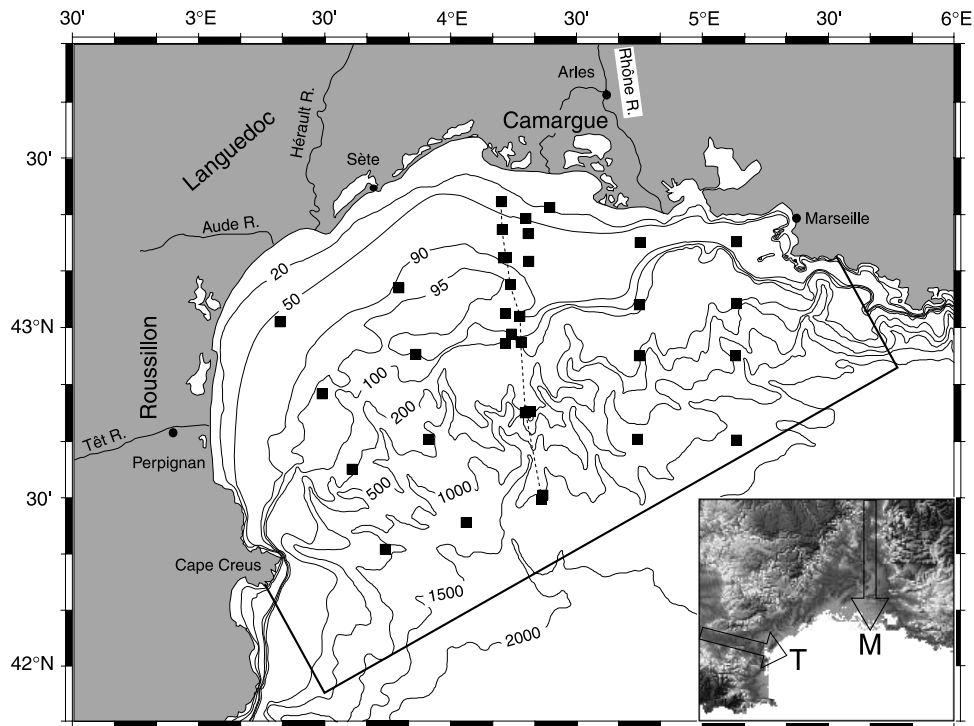 30'
30'
4°E
30'
5°E
30'
6°E
Arles
Rhône R.
Camargue
Hérault R.
Languedoc
30'
Sète
Marseille
Aude R.
20
90
50
95
43°N
Roussillon
100
200
Têt R.
Perpignan
500
1000
30'
Cape Creus
1500
2000
42°N
T
M